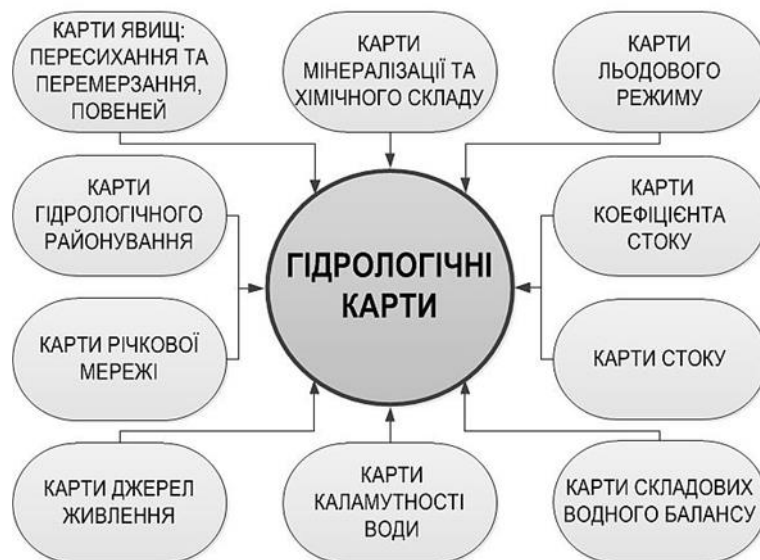 КАРТИ ЯВИЩ:
ПЕРЕСИХАННЯ ТА
ПЕРЕМЕРЗАННЯ,
ПОВЕНЕЙ
КАРТИ
МІНЕРАЛІЗАЦІЇ ТА
ХІМІЧНОГО СКЛАДУ
КАРТИ
ЛЬОДОВОГО
РЕЖИМУ
КАРТИ
ГІДРОЛОГІЧНОГО
РАЙОНУВАННЯ
ГІДРОЛОГІЧНІ
КАРТИ
КАРТИ
КОЕФІЦІЄНТА
СТОКУ
КАРТИ РІЧКОВОЇ
МЕРЕЖІ
КАРТИ СТОКУ
КАРТИ ДЖЕРЕЛ
ЖИВЛЕННЯ
КАРТИ
КАЛАМУТНОСТІ
ВОДИ
КАРТИ СКЛАДОВИХ
ВОДНОГО БАЛАНСУ